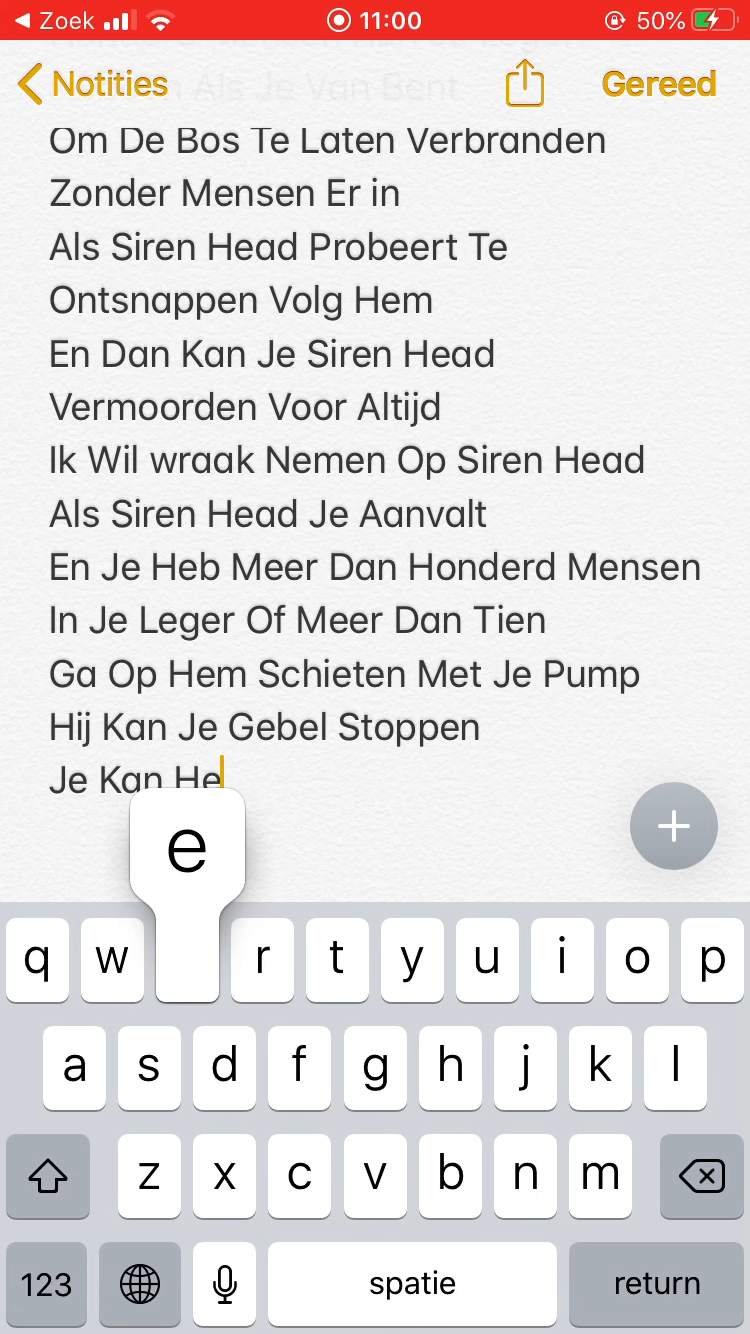 Zoek 11:00 50%
Notities Gereed
Als Je Van Bent
Om De Bos Te Laten Verbranden
Zonder Mensen Er in
Als Siren Head Probeert Te
Ontsnappen Volg Hem
En Dan Kan Je Siren Head
Vermoorden Voor Altijd
Ik Wil wraak Nemen Op Siren Head
Als Siren Head Je Aanvalt
En Je Heb Meer Dan Honderd Mensen
In Je Leger Of Meer Dan Tien
Ga Op Hem Schieten Met Je Pump
Hij Kan Je Gebel Stoppen
Je Kan He
e
q w r t y u i o p
a s d f g h j k l
z x c v b n m
123 spatie return